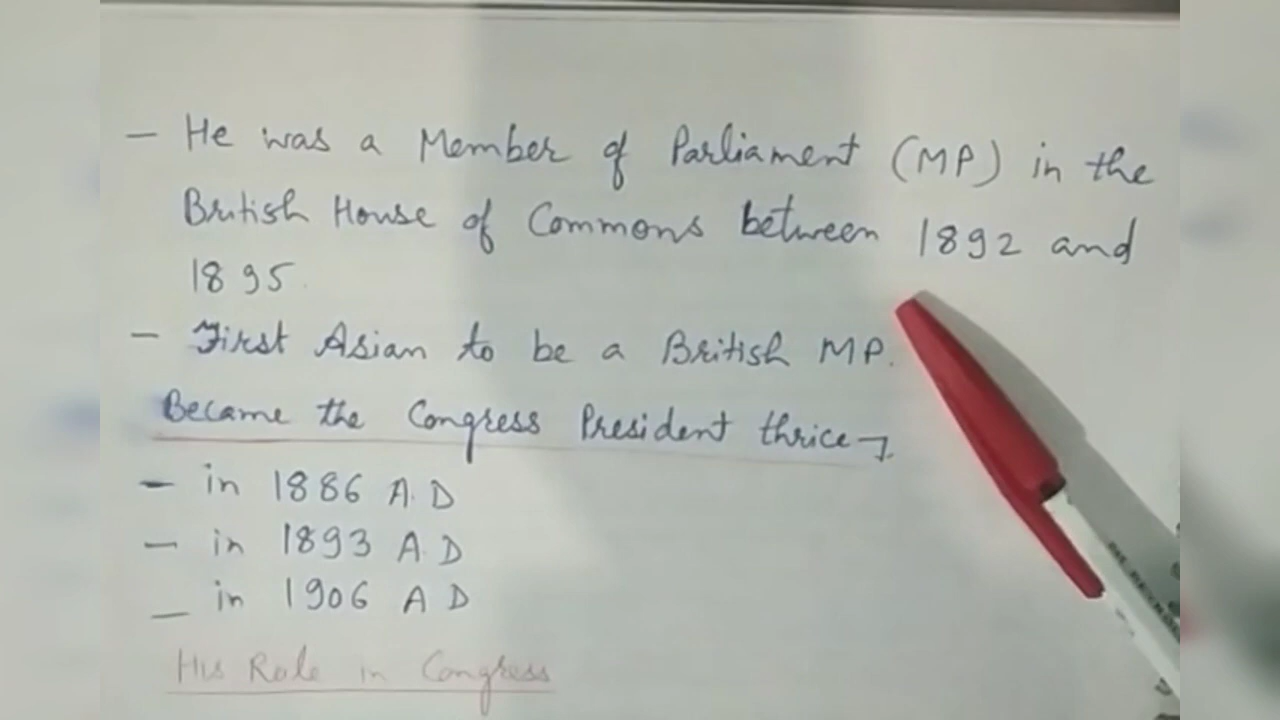 - He was a Member of Parliament (MP) in the
British House of Commons between 1892 and
1895.
- First Asian to be a British MP.
Became the Congress President thrice →
- in 1886 A.D
- in 1893 A.D
- in 1906 A D
His Role in Congress